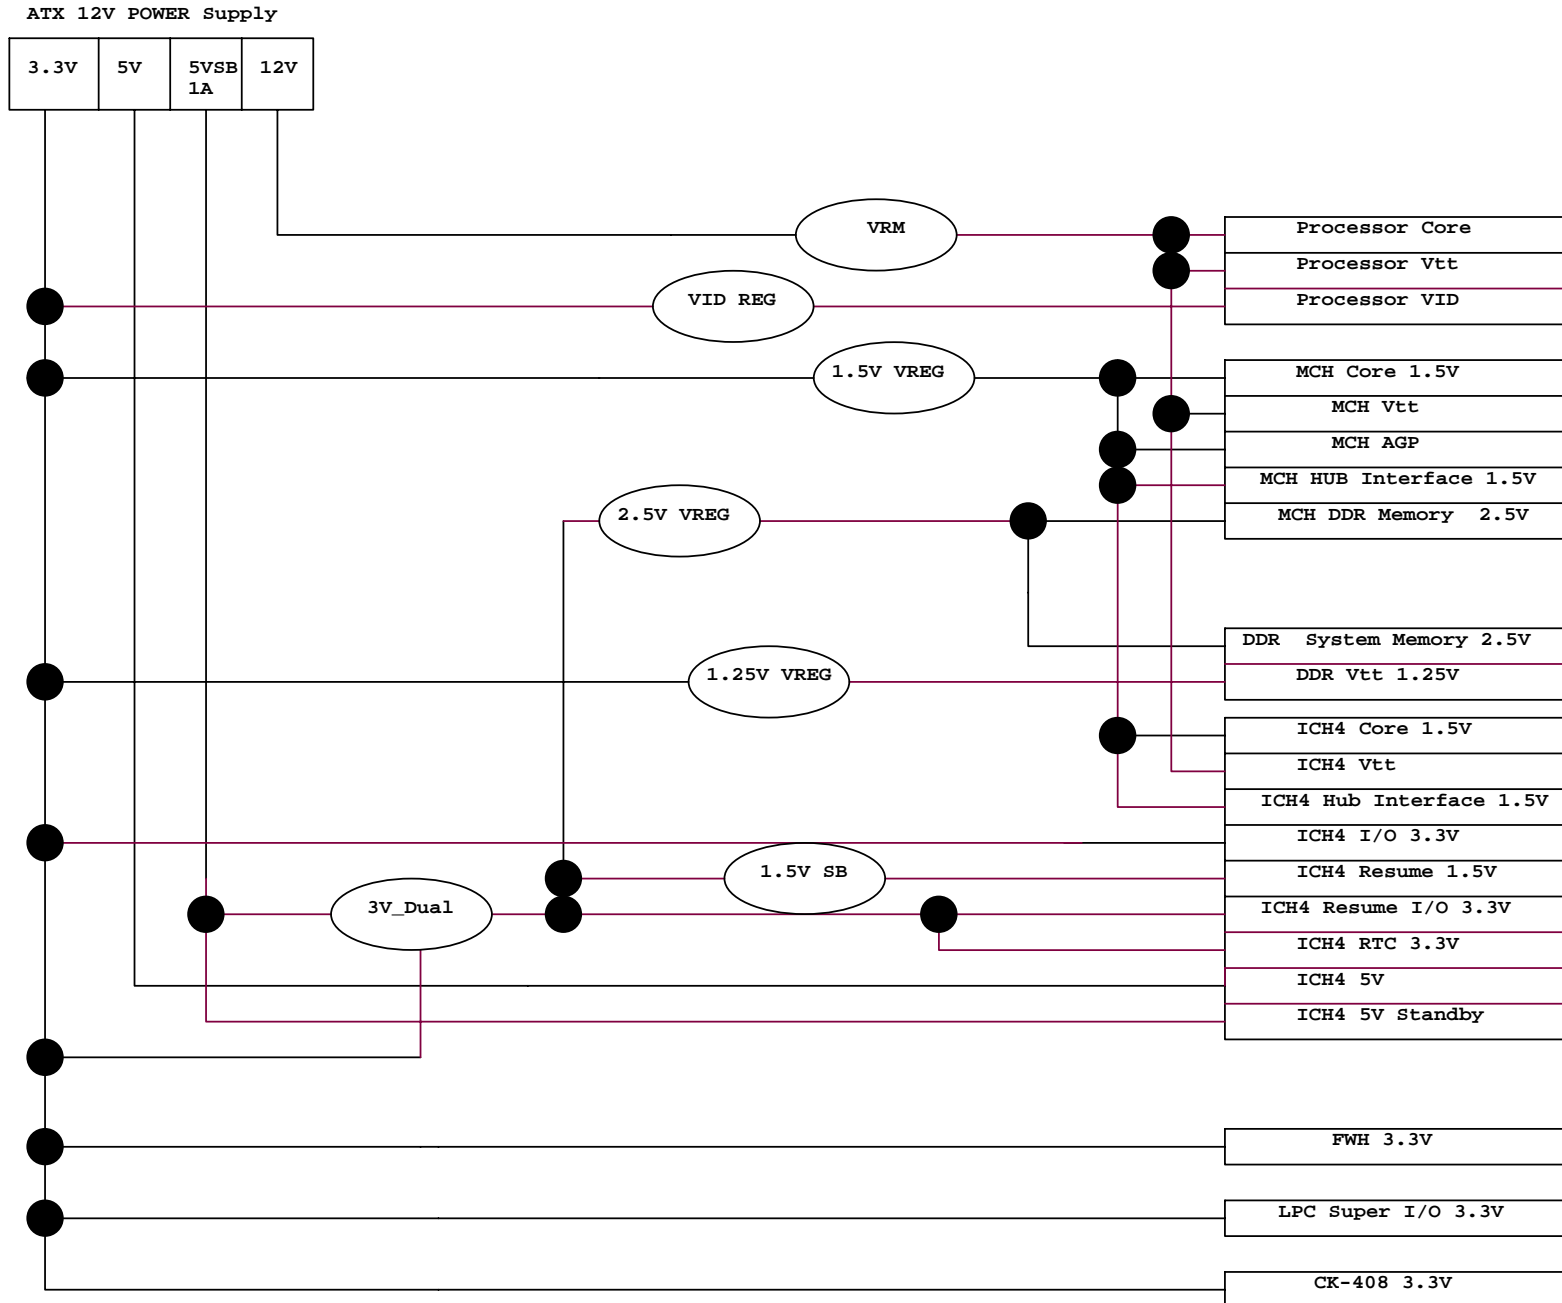 ATX 12V POWER Supply
3.3V
5V
5VSB
1A
12V
VRM
Processor Core
Processor Vtt
VID REG
Processor VID
1.5V VREG
MCH Core 1.5V
MCH Vtt
MCH AGP
MCH HUB Interface 1.5V
2.5V VREG
MCH DDR Memory 2.5V
DDR System Memory 2.5V
1.25V VREG
DDR Vtt 1.25V
ICH4 Core 1.5V
ICH4 Vtt
ICH4 Hub Interface 1.5V
ICH4 I/O 3.3V
1.5V SB
ICH4 Resume 1.5V
3V_Dual
ICH4 Resume I/O 3.3V
ICH4 RTC 3.3V
ICH4 5V
ICH4 5V Standby
FWH 3.3V
LPC Super I/O 3.3V
CK-408 3.3V